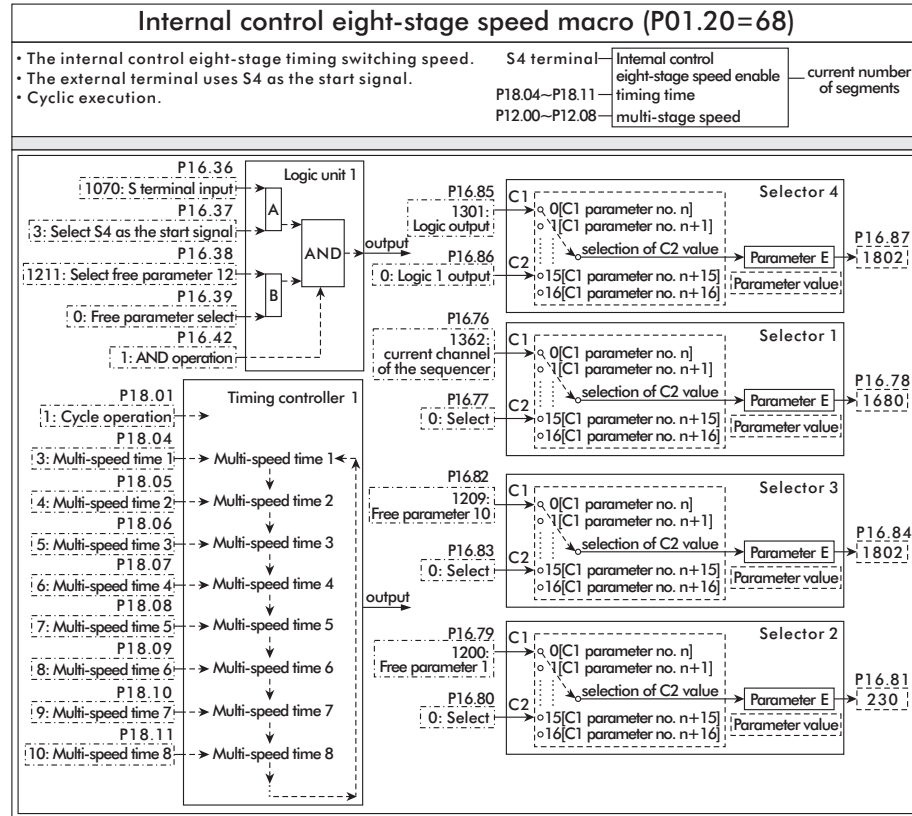 Internal control eight-stage speed macro (P01.20=68)
• The internal control eight-stage timing switching speed.
• The external terminal uses S4 as the start signal.
• Cyclic execution.
S4 terminal
Internal control
eight-stage speed enable
P18.04~P18.11
timing time
P12.00~P12.08
multi-stage speed
current number
of segments
P16.36
1070: S terminal input
P16.37
3: Select S4 as the start signal
P16.38
1211: Select free parameter 12
P16.39
0: Free parameter select
P16.42
1: AND operation
Logic unit 1
A
B
AND
output
P18.01
1: Cycle operation
P18.04
3: Multi-speed time 1
P18.05
4: Multi-speed time 2
P18.06
5: Multi-speed time 3
P18.07
6: Multi-speed time 4
P18.08
7: Multi-speed time 5
P18.09
8: Multi-speed time 6
P18.10
9: Multi-speed time 7
P18.11
10: Multi-speed time 8
Timing controller 1
Multi-speed time 1
Multi-speed time 2
Multi-speed time 3
Multi-speed time 4
Multi-speed time 5
Multi-speed time 6
Multi-speed time 7
Multi-speed time 8
output
Selector 4
P16.85
1301:
Logic output
C1
P16.86
0: Logic 1 output
C2
0[C1 parameter no. n]
1[C1 parameter no. n+1]
selection of C2 value
15[C1 parameter no. n+15]
16[C1 parameter no. n+16]
Parameter E
Parameter value
P16.87
1802
Selector 1
P16.76
1362:
current channel
of the sequencer
C1
P16.77
0: Select
C2
0[C1 parameter no. n]
1[C1 parameter no. n+1]
selection of C2 value
15[C1 parameter no. n+15]
16[C1 parameter no. n+16]
Parameter E
Parameter value
P16.78
1680
Selector 3
P16.82
1209:
Free parameter 10
C1
P16.83
0: Select
C2
0[C1 parameter no. n]
1[C1 parameter no. n+1]
selection of C2 value
15[C1 parameter no. n+15]
16[C1 parameter no. n+16]
Parameter E
Parameter value
P16.84
1802
Selector 2
P16.79
1200:
Free parameter 1
C1
P16.80
0: Select
C2
0[C1 parameter no. n]
1[C1 parameter no. n+1]
selection of C2 value
15[C1 parameter no. n+15]
16[C1 parameter no. n+16]
Parameter E
Parameter value
P16.81
230